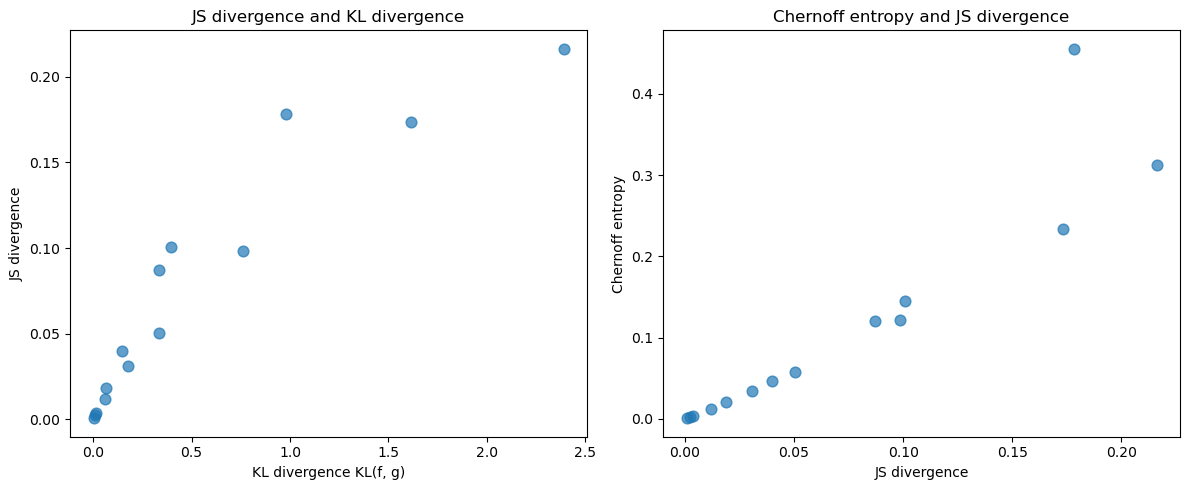 JS divergence and KL divergence
JS divergence
0.20
0.15
0.10
0.05
0.00
0.0 0.5 1.0 1.5 2.0 2.5
KL divergence KL(f, g)
Chernoff entropy and JS divergence
Chernoff entropy
0.4
0.3
0.2
0.1
0.0
0.00 0.05 0.10 0.15 0.20
JS divergence